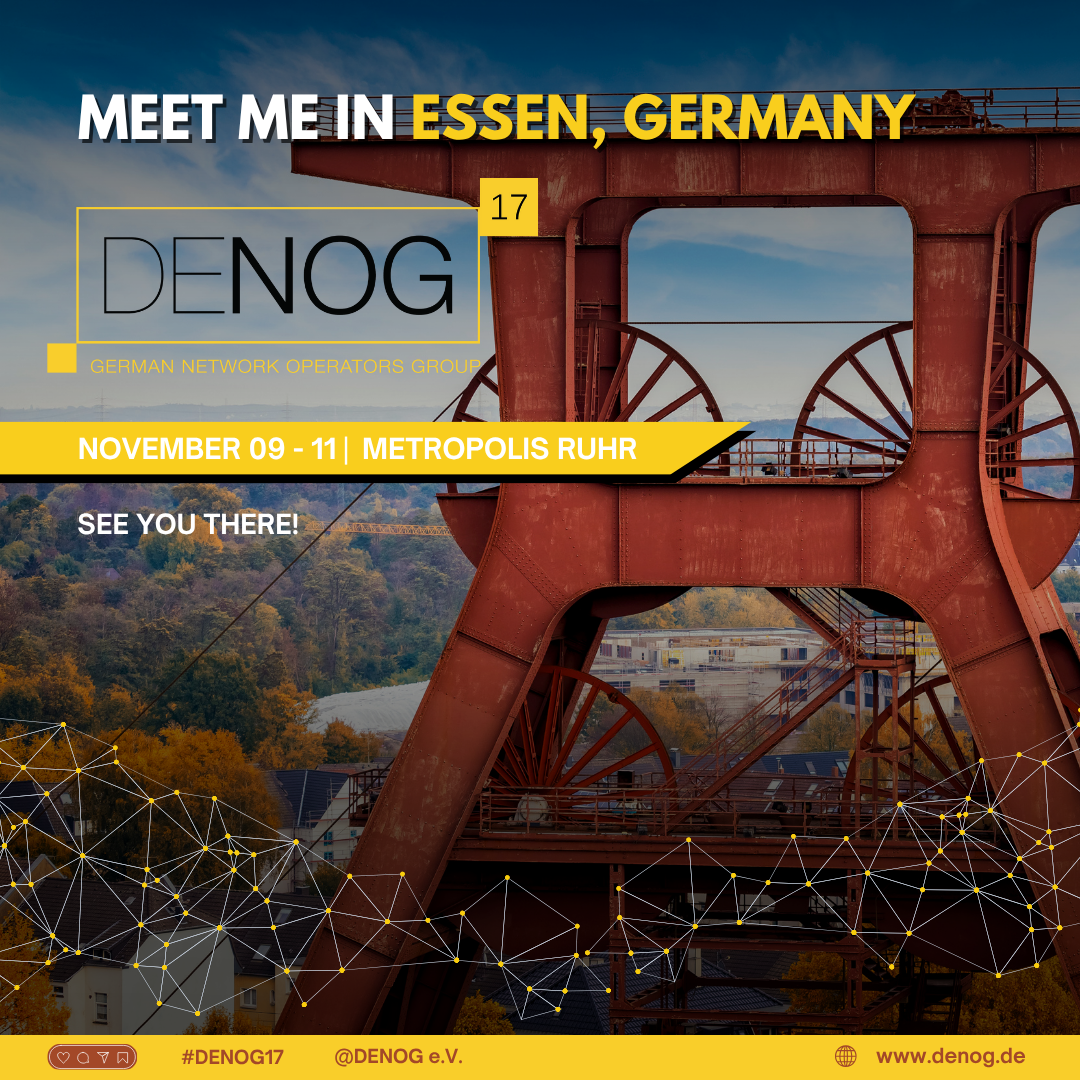 MEET ME IN ESSEN, GERMANY
17
DENOG
GERMAN NETWORK OPERATORS GROUP
NOVEMBER 09 - 11 | METROPOLIS RUHR
SEE YOU THERE!
#DENOG17 @DENOG e.V. www.denog.de